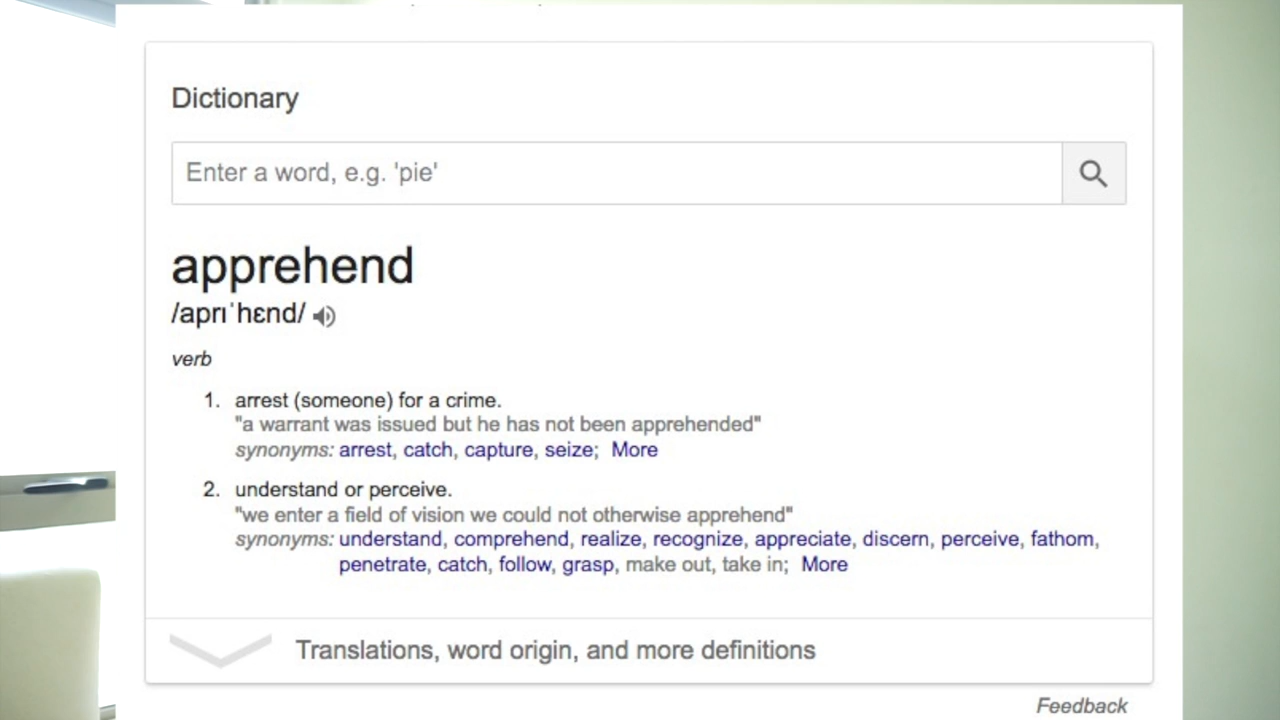 Dictionary
Enter a word, e.g. 'pie'
apprehend
/aprɪˈhɛnd/
verb
1. arrest (someone) for a crime.
"a warrant was issued but he has not been apprehended"
synonyms: arrest, catch, capture, seize; More
2. understand or perceive.
"we enter a field of vision we could not otherwise apprehend"
synonyms: understand, comprehend, realize, recognize, appreciate, discern, perceive, fathom,
penetrate, catch, follow, grasp, make out, take in; More
Translations, word origin, and more definitions
Feedback